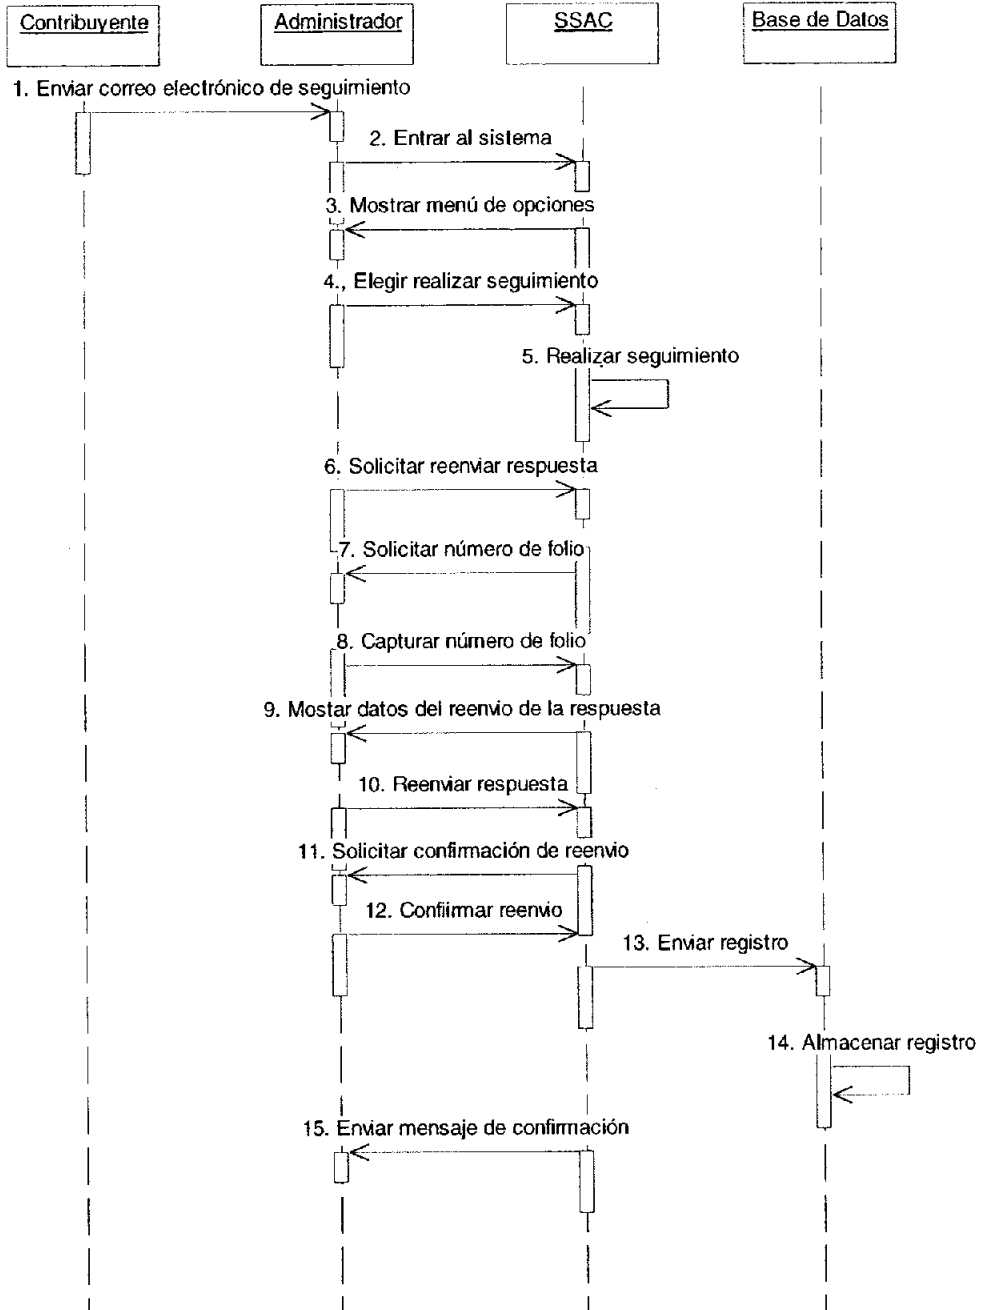 Contribuyente
Administrador
SSAC
Base de Datos
1. Enviar correo electrónico de seguimiento
2. Entrar al sistema
3. Mostrar menú de opciones
4., Elegir realizar seguimiento
5. Realizar seguimiento
6. Solicitar reenviar respuesta
7. Solicitar número de folio
8. Capturar número de folio
9. Mostar datos del reenvio de la respuesta
10. Reenviar respuesta
11. Solicitar confirmación de reenvio
12. Confiirmar reenvio
13. Enviar registro
14. Almacenar registro
15. Enviar mensaje de confirmación